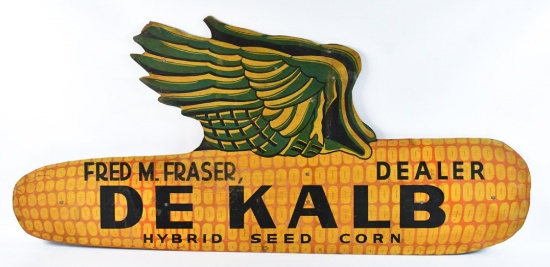 FRED M. FRASER, DEALER
DE KALB
HYBRID SEED CORN